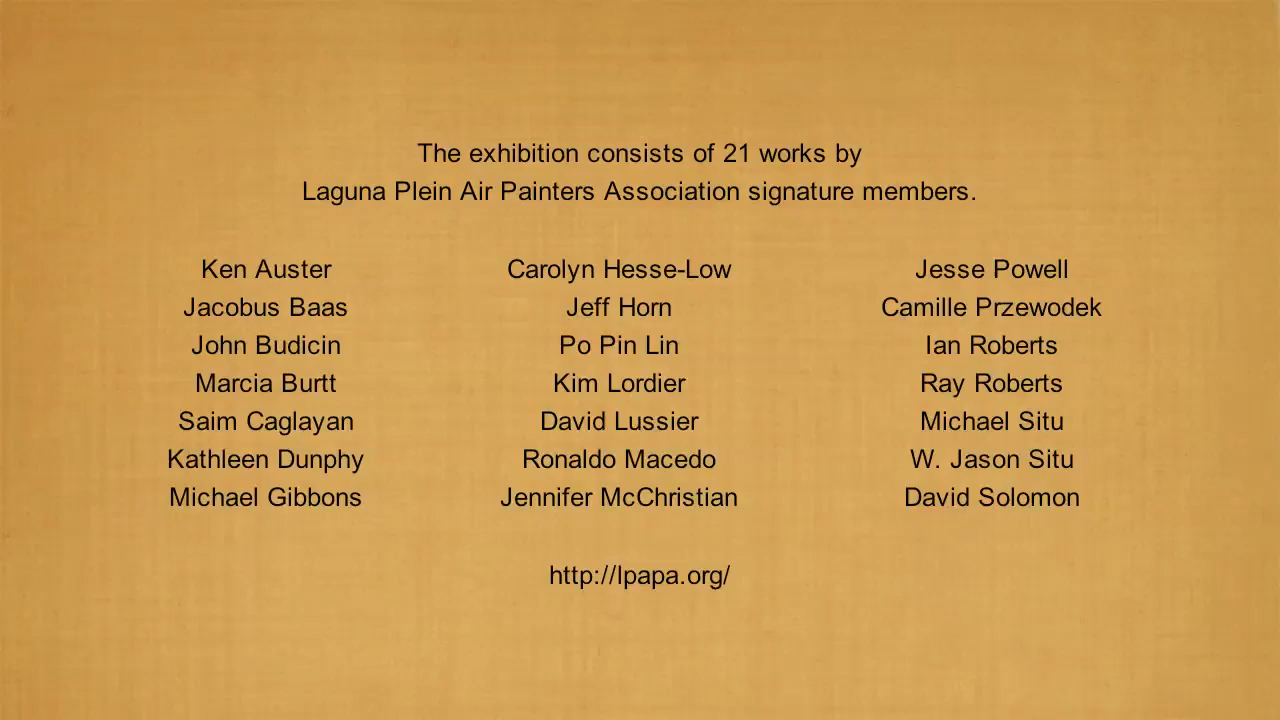 The exhibition consists of 21 works by
Laguna Plein Air Painters Association signature members.
Ken Auster
Jacobus Baas
John Budicin
Marcia Burtt
Saim Caglayan
Kathleen Dunphy
Michael Gibbons
Carolyn Hesse-Low
Jeff Horn
Po Pin Lin
Kim Lordier
David Lussier
Ronaldo Macedo
Jennifer McChristian
Jesse Powell
Camille Przewodek
Ian Roberts
Ray Roberts
Michael Situ
W. Jason Situ
David Solomon
http://lpapa.org/